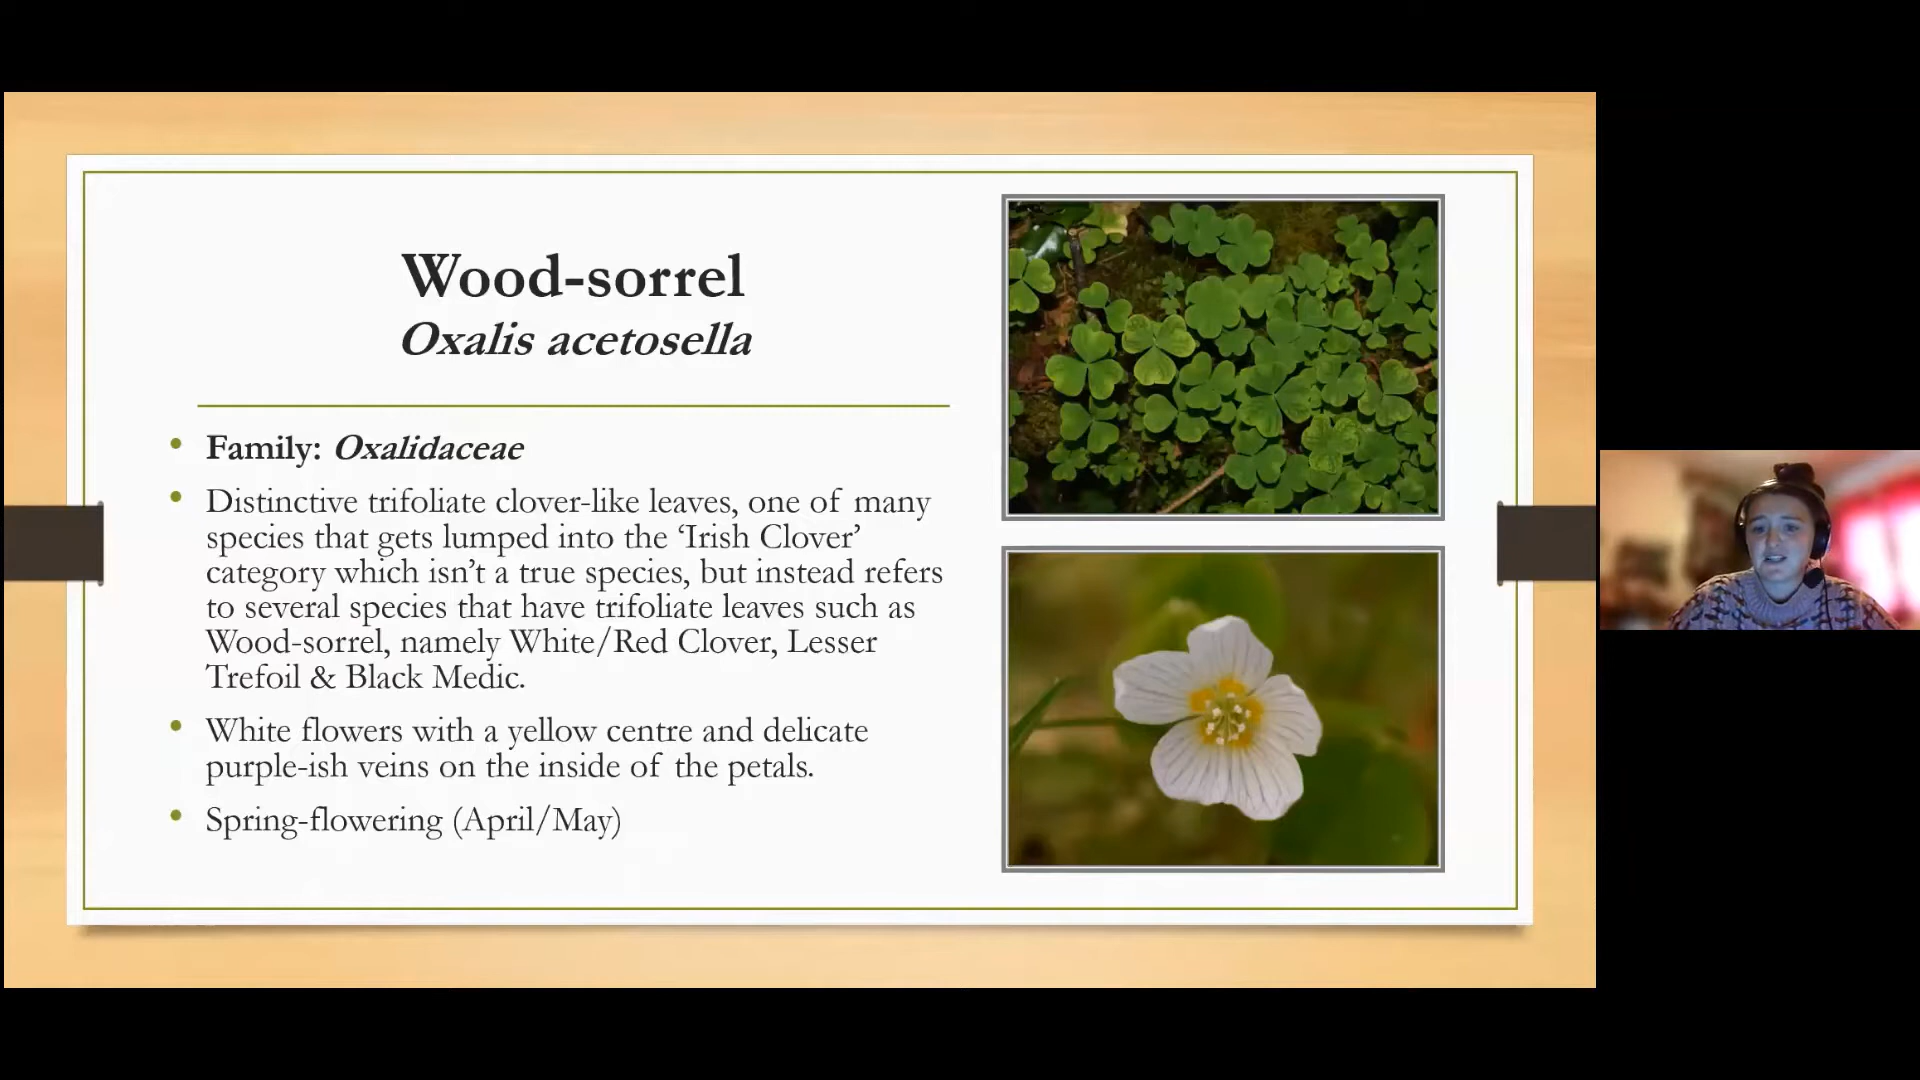 Wood-sorrel
Oxalis acetosella
• Family: Oxalidaceae
• Distinctive trifoliate clover-like leaves, one of many
species that gets lumped into the ‘Irish Clover’
category which isn’t a true species, but instead refers
to several species that have trifoliate leaves such as
Wood-sorrel, namely White/Red Clover, Lesser
Trefoil & Black Medic.
• White flowers with a yellow centre and delicate
purple-ish veins on the inside of the petals.
• Spring-flowering (April/May)